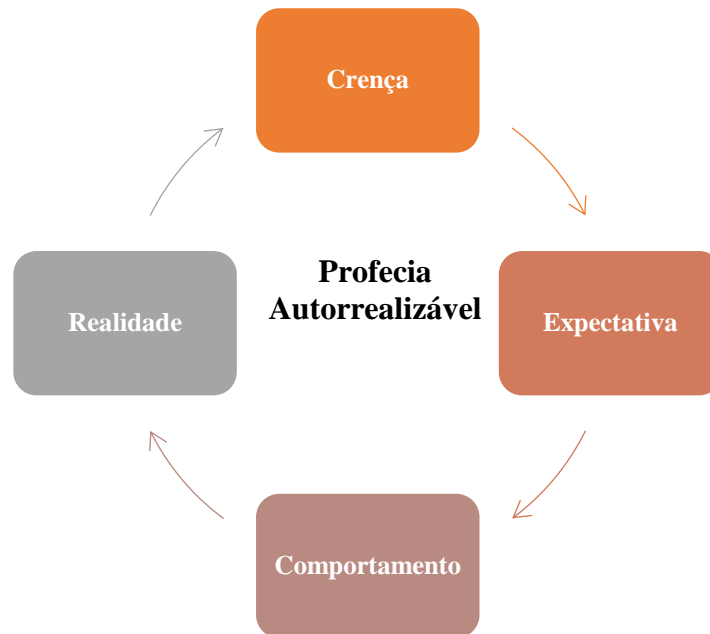 Crença
Profecia
Autorrealizável
Realidade
Expectativa
Comportamento